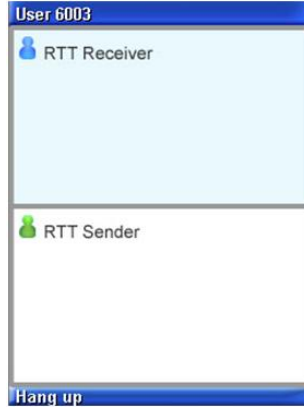 User 6003
RTT Receiver
RTT Sender
Hang up